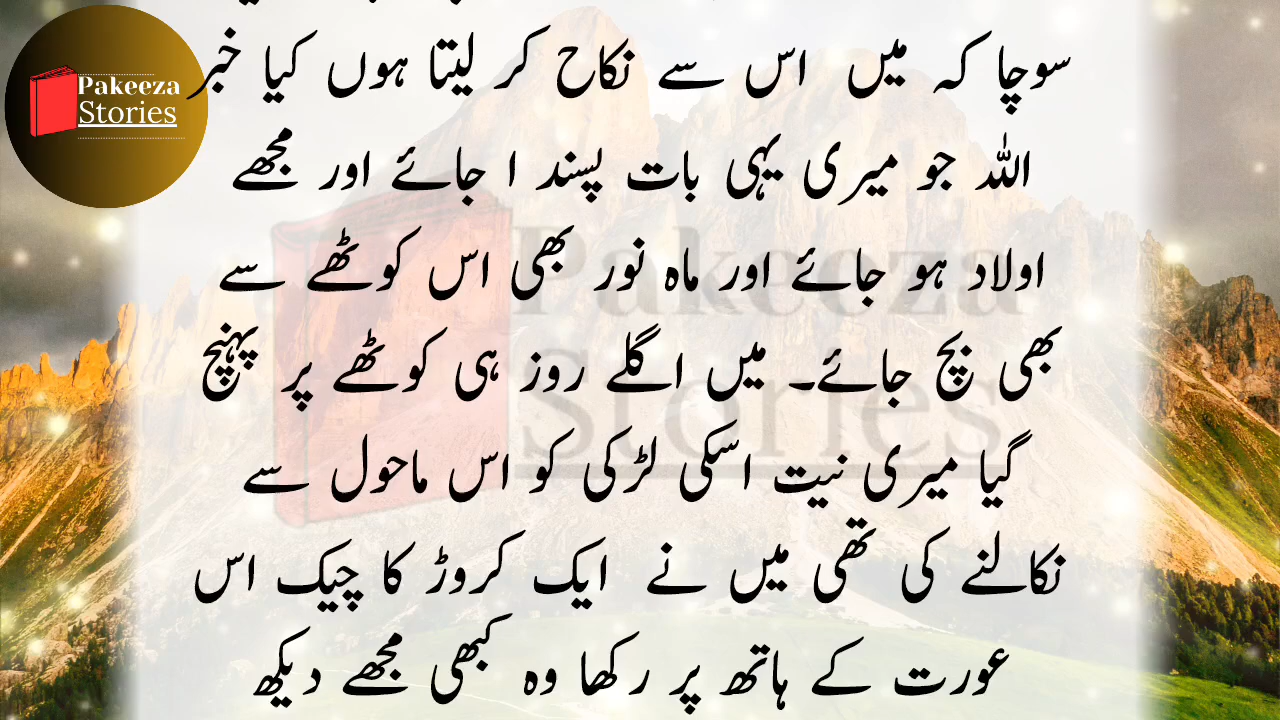 Pakeeza
Stories
سوچا کہ میں اس سے نکاح کر لیتا ہوں کیا خبر
اللہ جو میری یہی بات پسند ا جائے اور مجھے
اولاد ہو جائے اور ماہ نور بھی اس کوٹھے سے
بھی بچ جائے۔ میں اگلے روز ہی کوٹھے پر پہنچ
گیا میری نیت اسکی لڑکی کو اس ماحول سے
نکالنے کی تھی میں نے ایک کروڑ کا چیک اس
عورت کے ہاتھ پر رکھا وہ کبھی مجھے دیکھ
Pakeeza
Stories